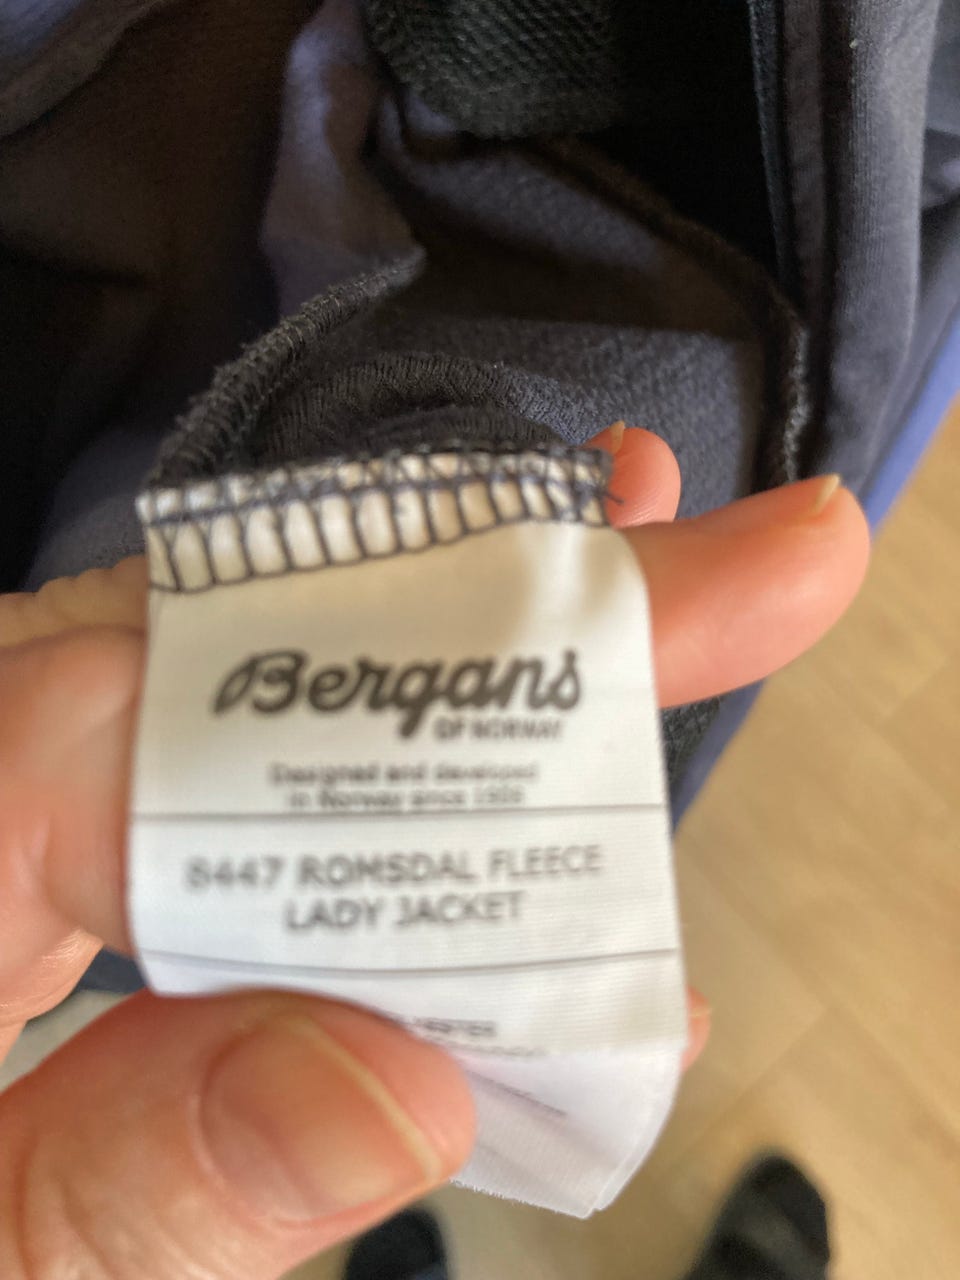 Bergans
OF NORWAY
Designed and developed
in Norway since 1908
8447 ROMSDAL FLEECE
LADY JACKET